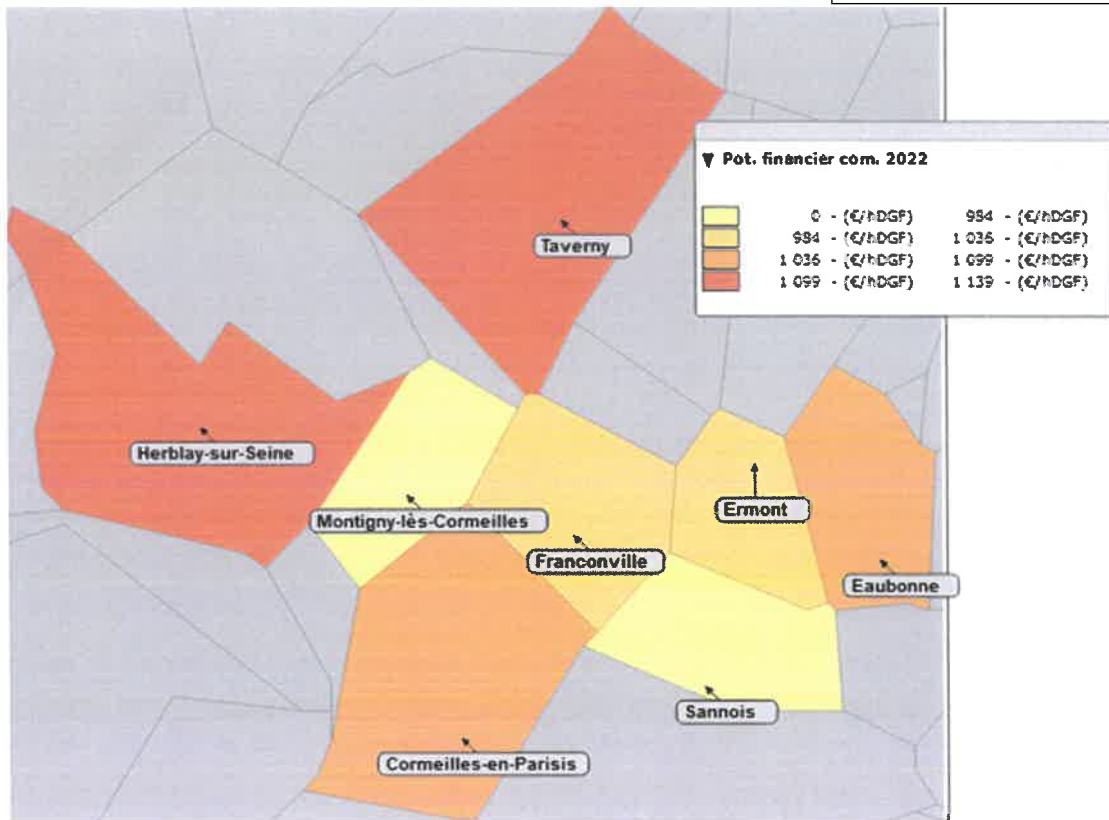 ▼ Pot. financier com. 2022
0 - (€/hDGF) 984 - (€/hDGF)
984 - (€/hDGF) 1 036 - (€/hDGF)
1 036 - (€/hDGF) 1 099 - (€/hDGF)
1 099 - (€/hDGF) 1 139 - (€/hDGF)
Taverny
Herblay-sur-Seine
Montigny-lès-Cormeilles
Ermont
Franconville
Eaubonne
Sannois
Cormeilles-en-Parisis